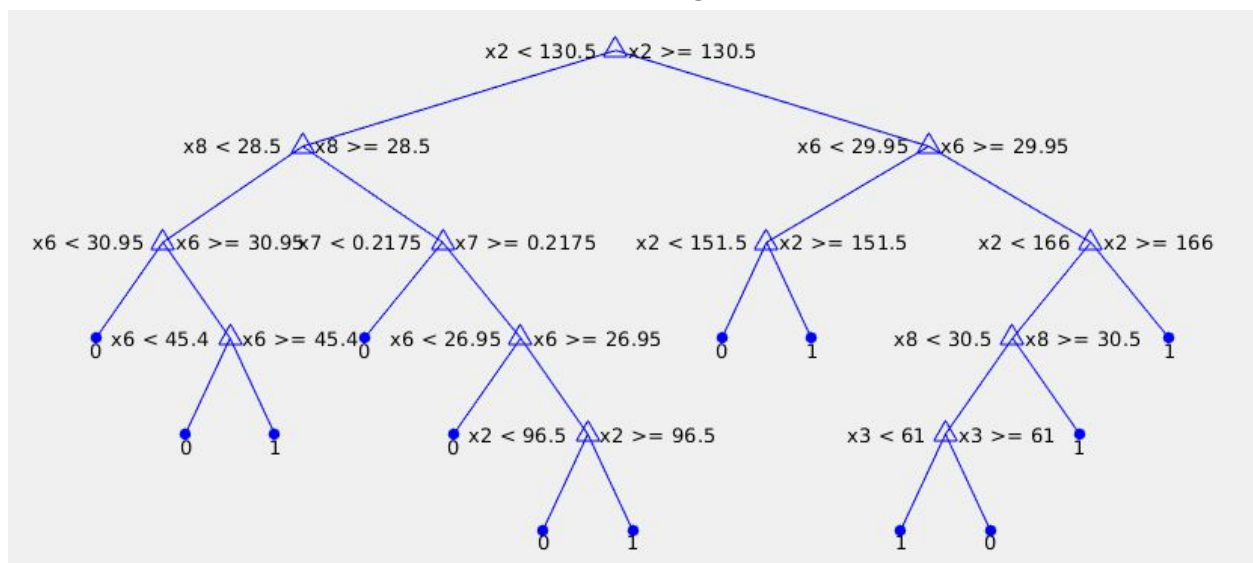 x2 < 130.5 x2 >= 130.5
x8 < 28.5 x8 >= 28.5 x6 < 29.95 x6 >= 29.95
x6 < 30.95 x6 >= 30.95 x7 < 0.2175 x7 >= 0.2175 x2 < 151.5 x2 >= 151.5 x2 < 166 x2 >= 166
0 x6 < 45.4 x6 >= 45.4 0 x6 < 26.95 x6 >= 26.95 0 1 x8 < 30.5 x8 >= 30.5 1
0 1 0 x2 < 96.5 x2 >= 96.5 x3 < 61 x3 >= 61 1
0 1 1 0